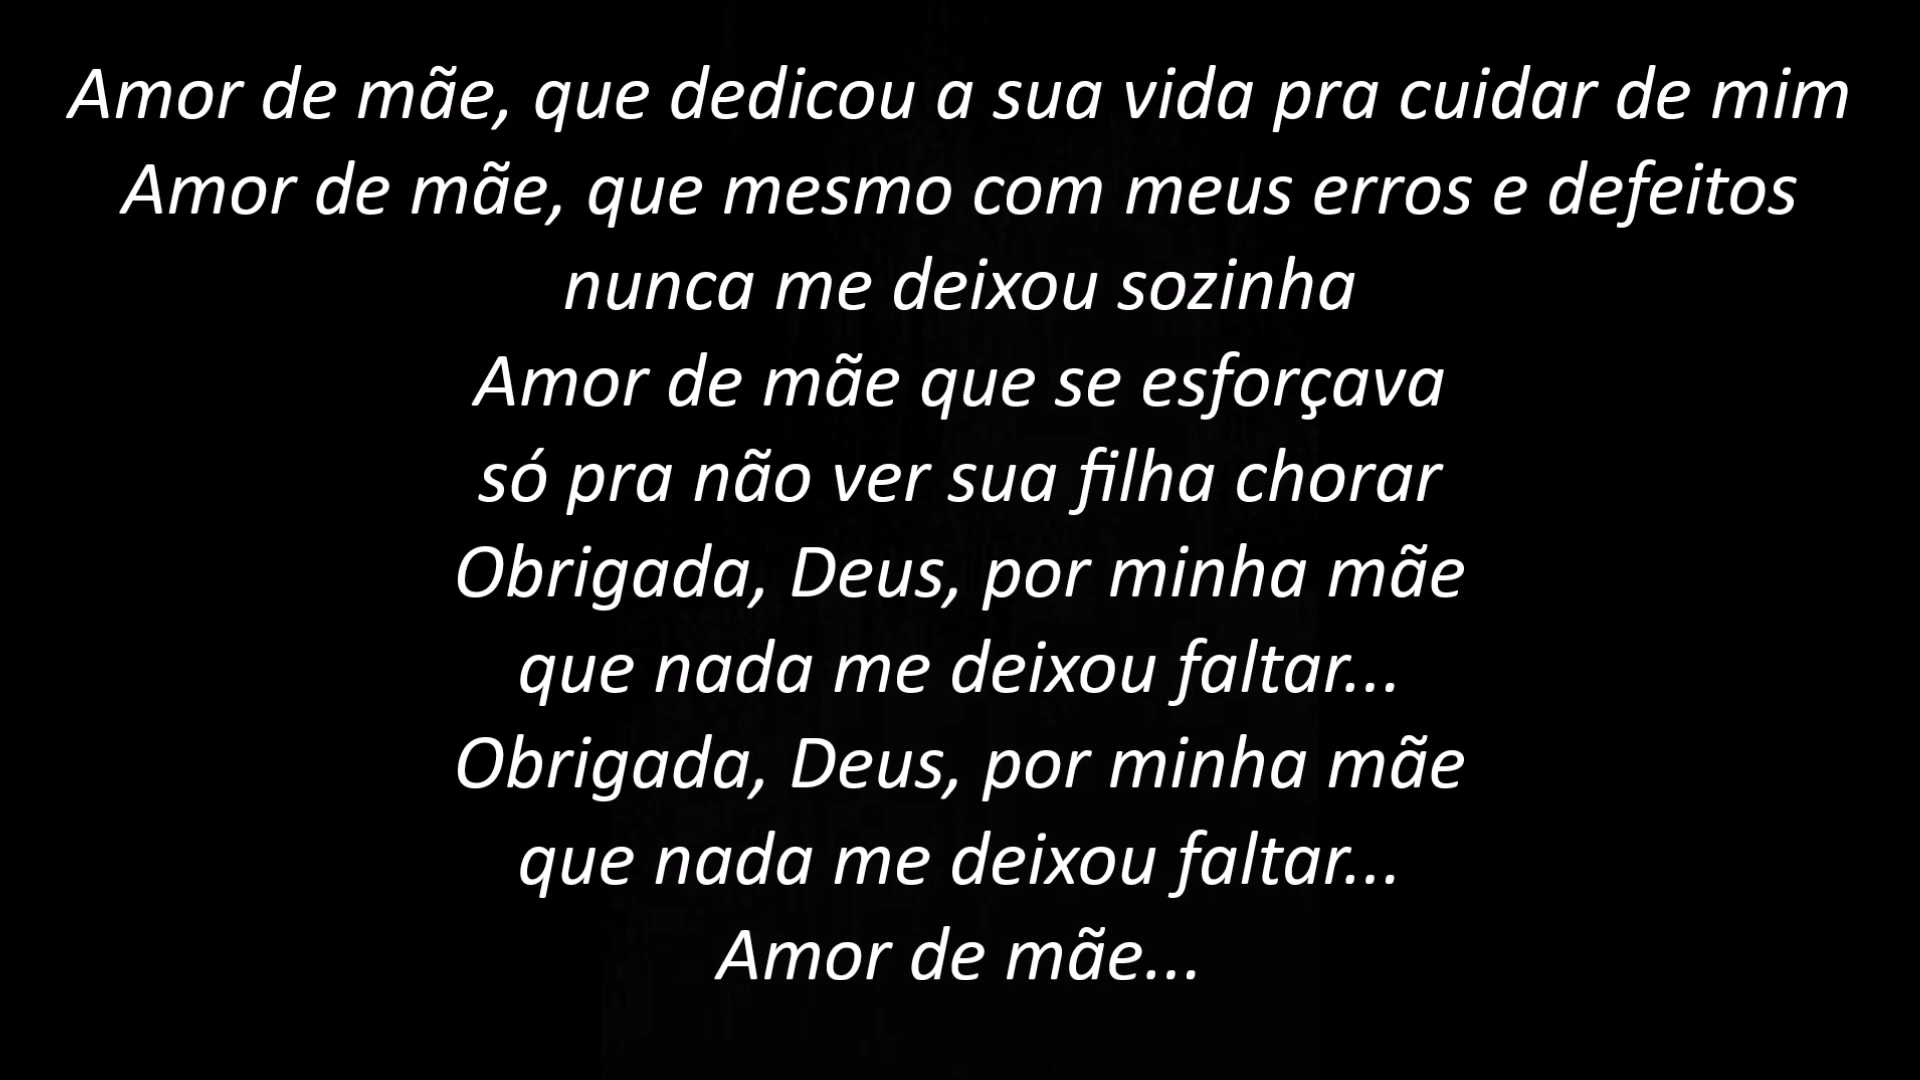 Amor de mãe, que dedicou a sua vida pra cuidar de mim
Amor de mãe, que mesmo com meus erros e defeitos
nunca me deixou sozinha
Amor de mãe que se esforçava
só pra não ver sua filha chorar
Obrigada, Deus, por minha mãe
que nada me deixou faltar...
Obrigada, Deus, por minha mãe
que nada me deixou faltar...
Amor de mãe...